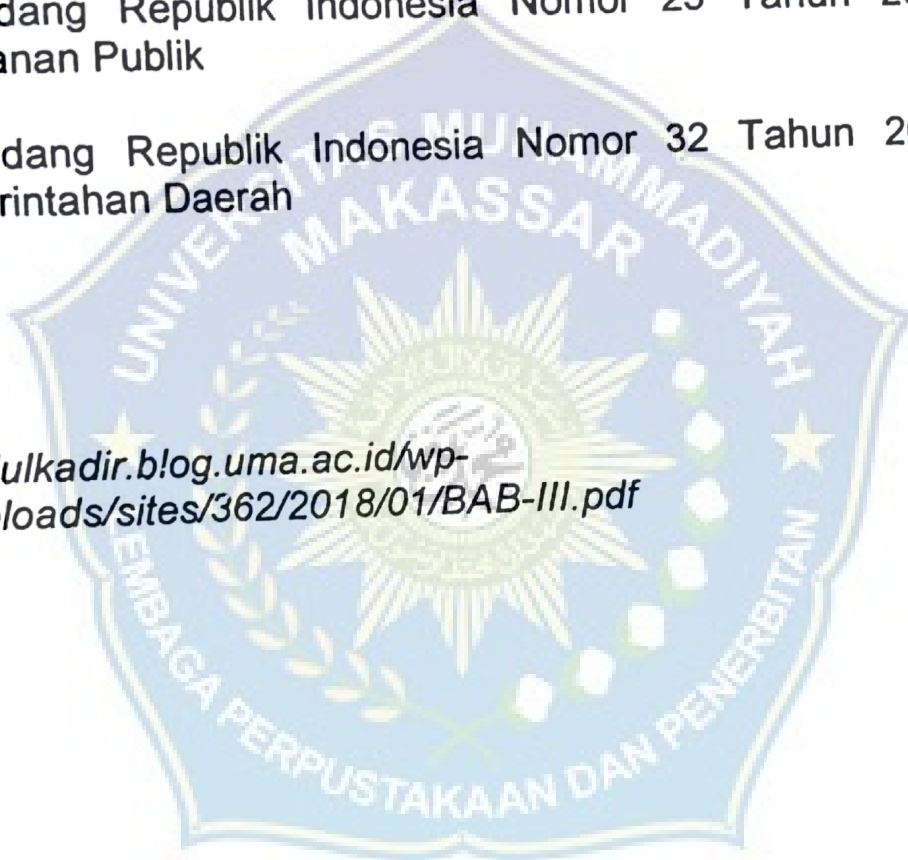 dang Republik Indonesia Nomor 25 Tahun 20
anan Publik
dang Republik Indonesia Nomor 32 Tahun 20
rintahan Daerah
UNIVERSITAS MUHAMMADIYAH
MAKASSAR
ulkadir.blog.uma.ac.id/wp-
loads/sites/362/2018/01/BAB-III.pdf
LEMBAGA PERPUSTAKAAN DAN PENERBITAN